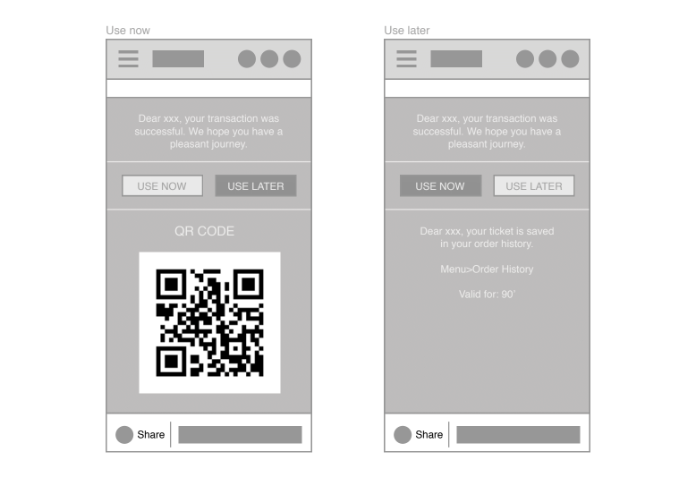 Use now
Dear xxx, your transaction was
successful. We hope you have a
pleasant journey.
USE NOW
USE LATER
QR CODE
Share
Use later
Dear xxx, your transaction was
successful. We hope you have a
pleasant journey.
USE NOW
USE LATER
Dear xxx, your ticket is saved
in your order history.
Menu>Order History
Valid for: 90'
Share